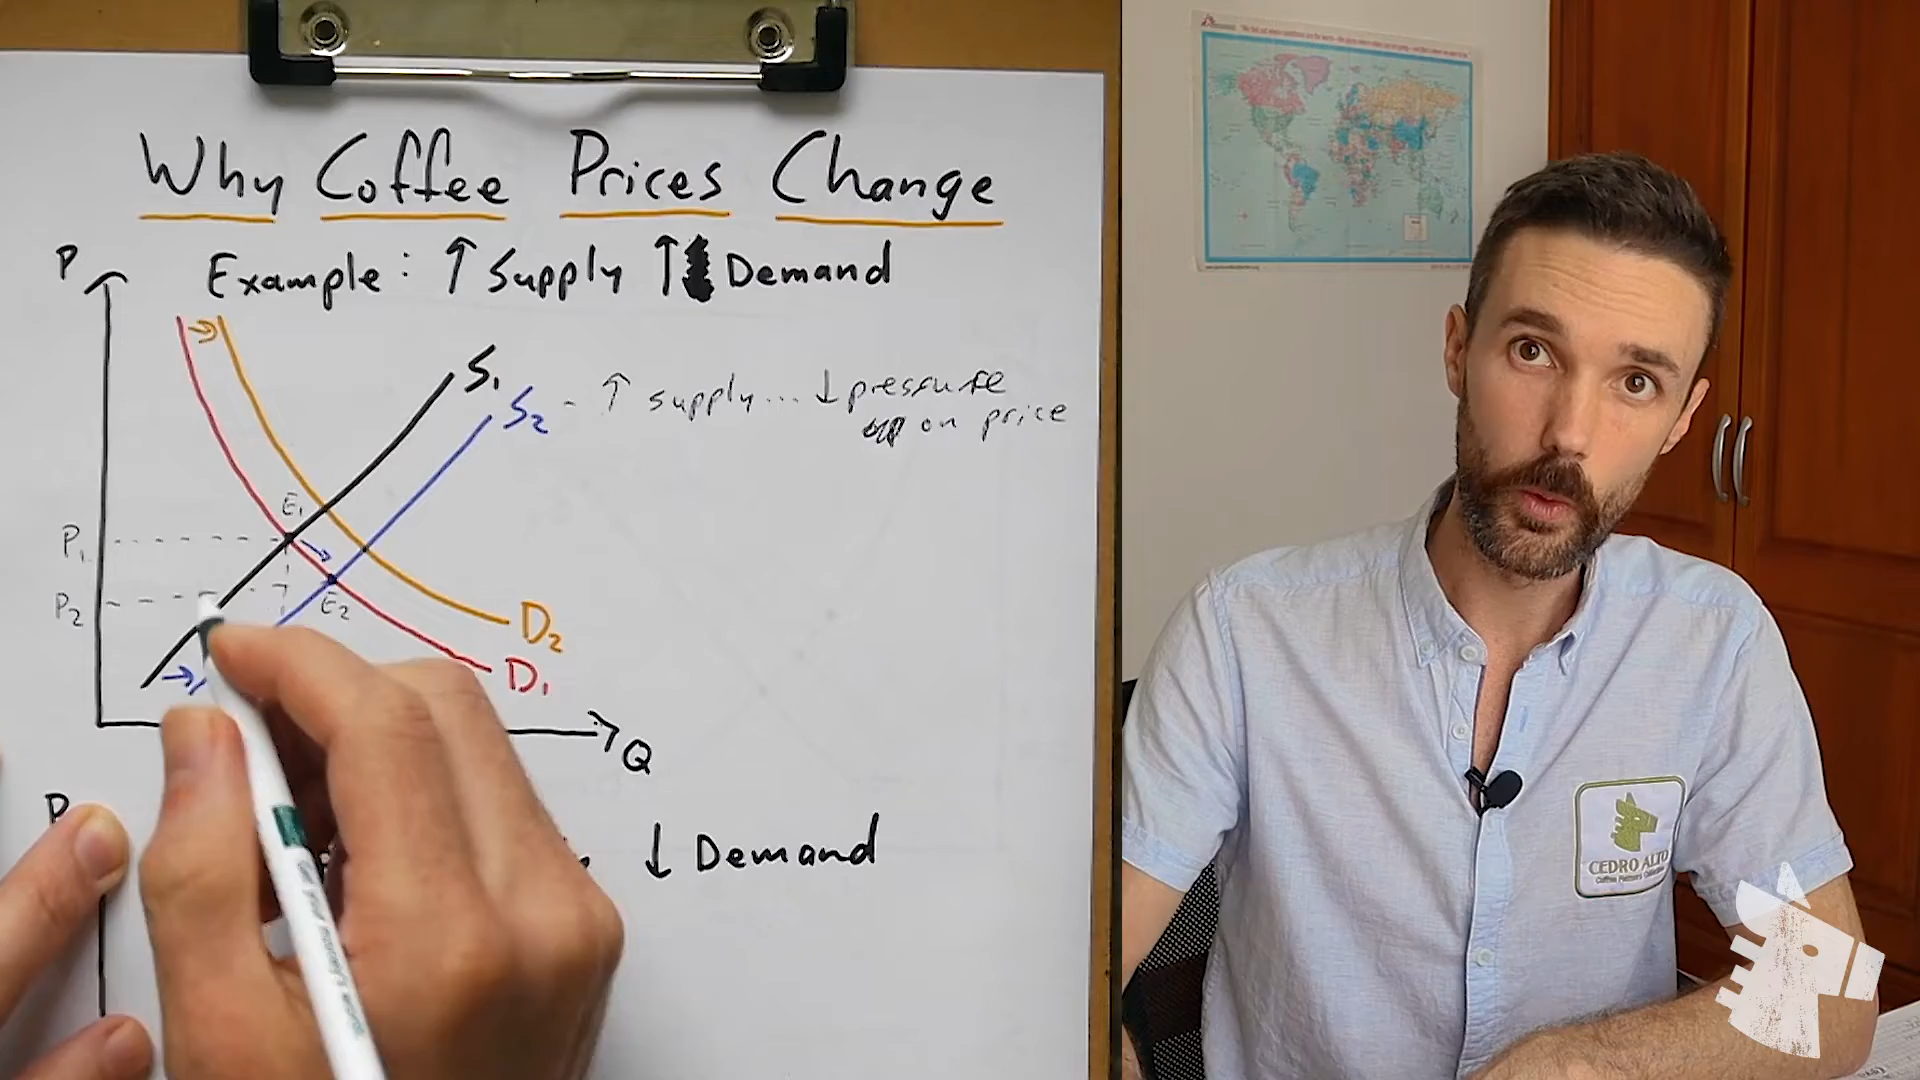 Why Coffee Prices Change
Example: ↑ Supply ↑ Demand
P
S₁
S₂ - ↑ supply... ↓ pressure
on price
E₁
P₁
P₂
E₂
D₂
D₁
Q
P
↓ Demand
CEDRO ALTO